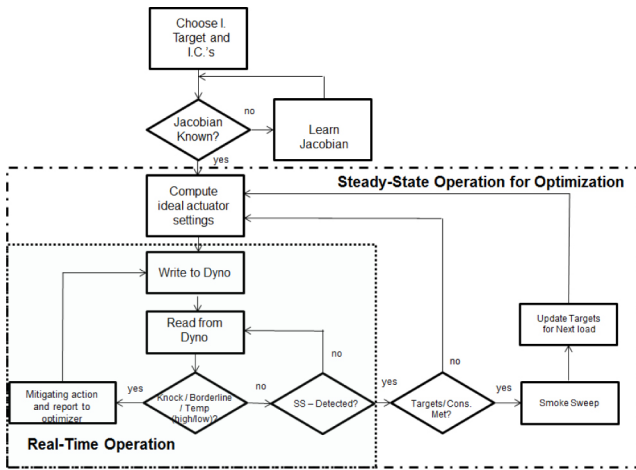 Choose I.
Target and
I.C.'s
no
Jacobian
Known?
Learn
Jacobian
yes
Steady-State Operation for Optimization
Compute
ideal actuator
settings
Write to Dyno
Read from
Dyno
Update Targets
for Next load
no
no
yes
Mitigating action
and report to
optimizer
Knock / Borderline
/ Temp
(high/low)?
no
SS – Detected?
yes
Targets/ Cons.
Met?
yes
Smoke Sweep
Real-Time Operation